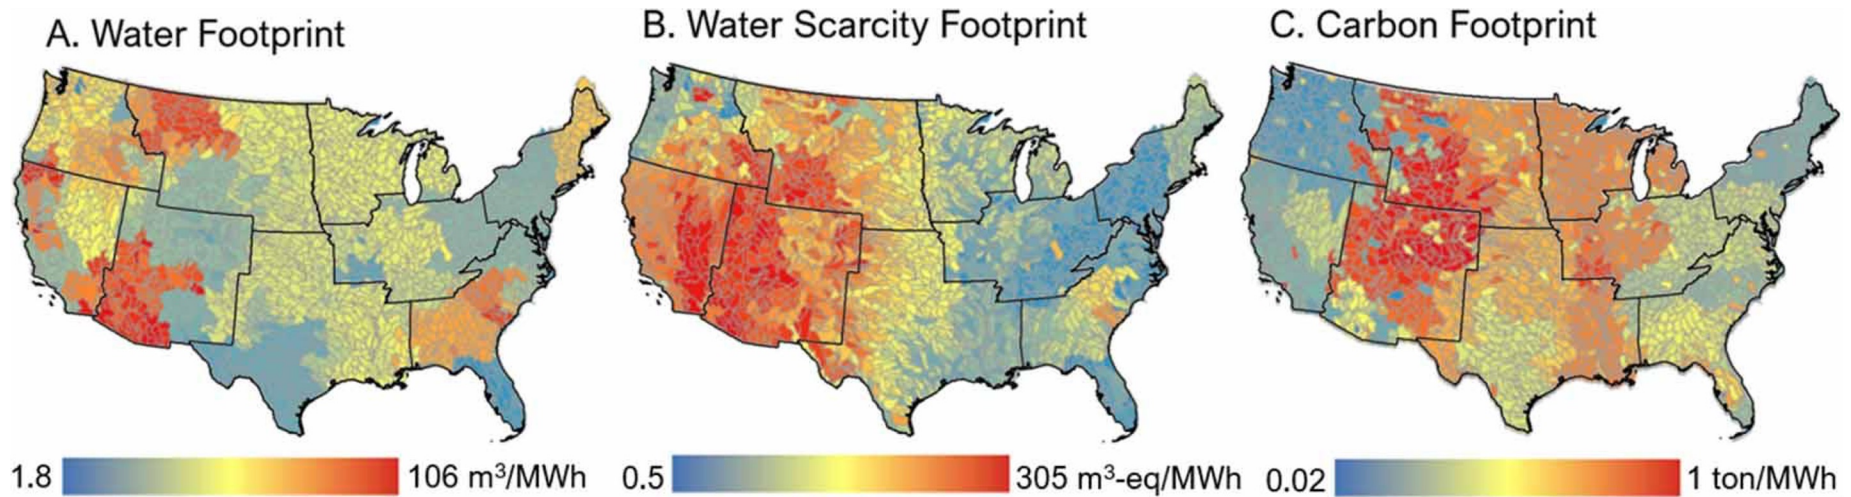 A. Water Footprint
B. Water Scarcity Footprint
C. Carbon Footprint
1.8 106 m³/MWh
0.5 305 m³-eq/MWh
0.02 1 ton/MWh